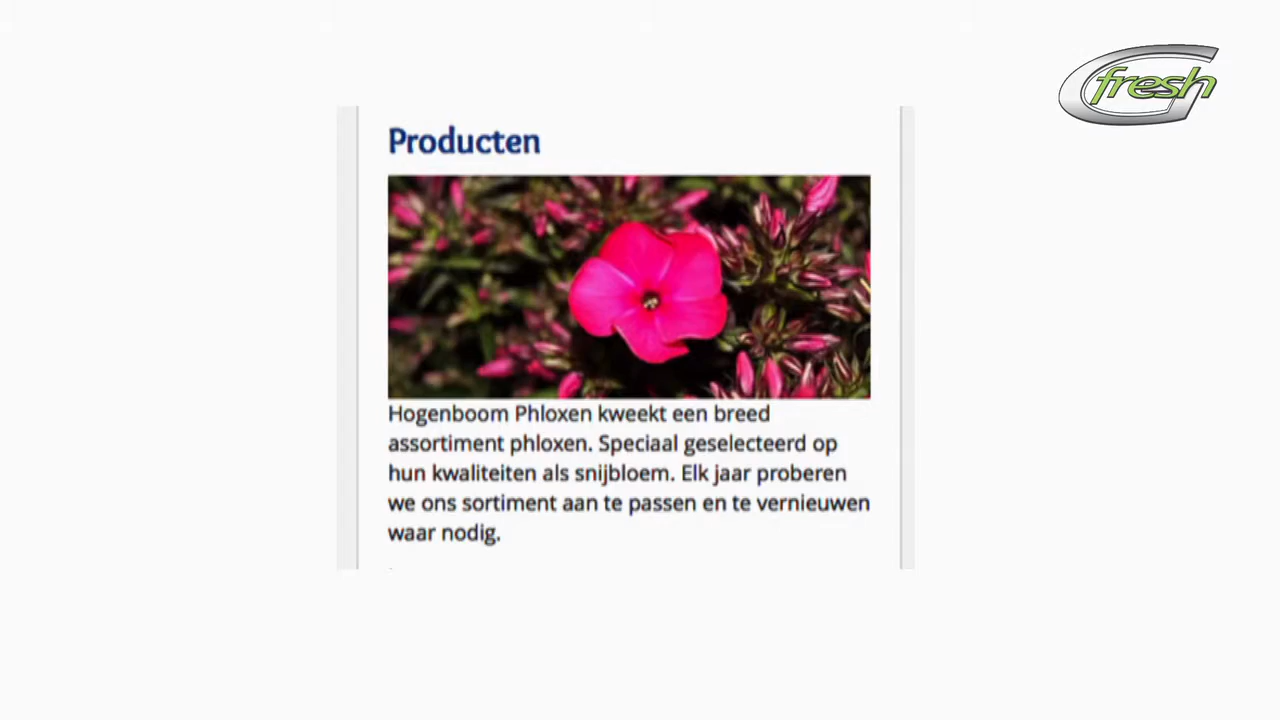 G fresh
Producten
Hogenboom Phloxen kweekt een breed
assortiment phloxen. Speciaal geselecteerd op
hun kwaliteiten als snijbloem. Elk jaar proberen
we ons sortiment aan te passen en te vernieuwen
waar nodig.